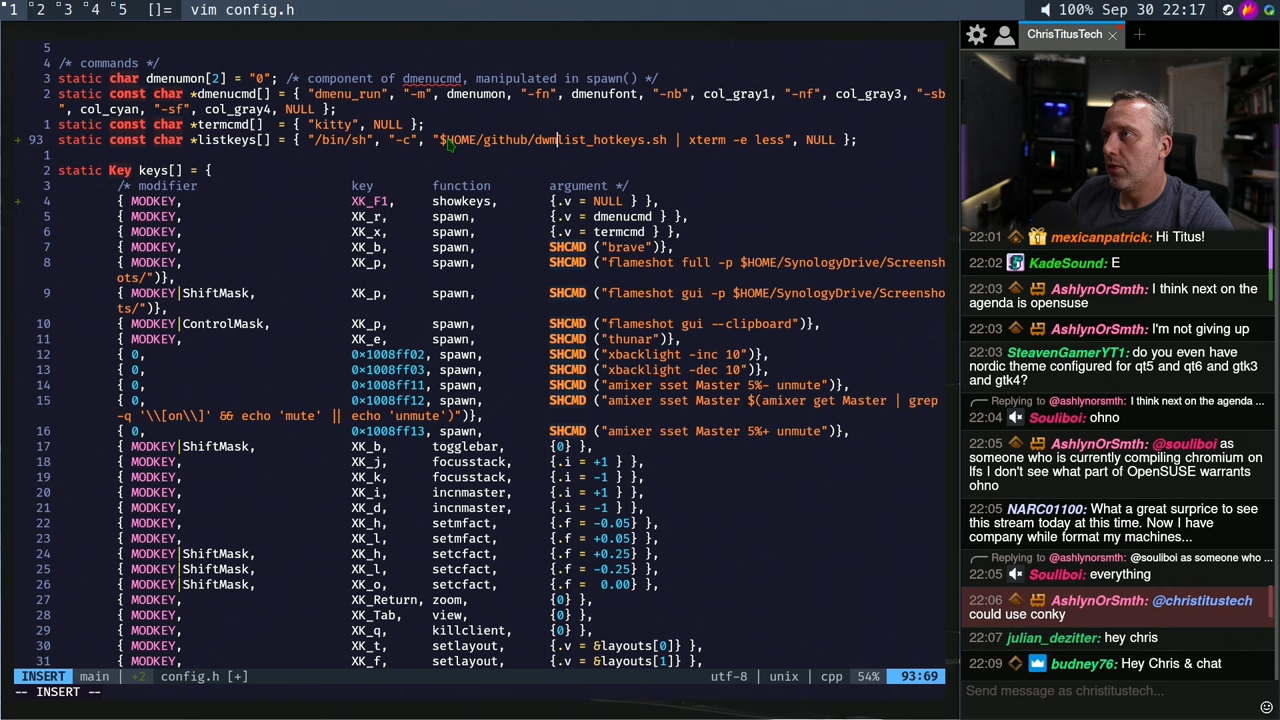 1 2 3 4 5 []= vim config.h
100% Sep 30 22:17
5
4 /* commands */
3 static char dmenumon[2] = "0"; /* component of dmenucmd, manipulated in spawn() */
2 static const char *dmenucmd[] = { "dmenu_run", "-m", dmenumon, "-fn", dmenufont, "-nb", col_gray1, "-nf", col_gray3, "-sb
", col_cyan, "-sf", col_gray4, NULL };
1 static const char *termcmd[] = { "kitty", NULL };
+ 93 static const char *listkeys[] = { "/bin/sh", "-c", "$HOME/github/dwmlist_hotkeys.sh | xterm -e less", NULL };
1
2 static Key keys[] = {
3 /* modifier key function argument */
+ 4 { MODKEY, XK_F1, showkeys, {.v = NULL } },
5 { MODKEY, XK_r, spawn, {.v = dmenucmd } },
6 { MODKEY, XK_x, spawn, {.v = termcmd } },
7 { MODKEY, XK_b, spawn, SHCMD ("brave")},
8 { MODKEY, XK_p, spawn, SHCMD ("flameshot full -p $HOME/SynologyDrive/Screensh
ots/")},
9 { MODKEY|ShiftMask, XK_p, spawn, SHCMD ("flameshot gui -p $HOME/SynologyDrive/Screensho
ts/")},
10 { MODKEY|ControlMask, XK_p, spawn, SHCMD ("flameshot gui --clipboard")},
11 { MODKEY, XK_e, spawn, SHCMD ("thunar")},
12 { 0, 0×1008ff02, spawn, SHCMD ("xbacklight -inc 10")},
13 { 0, 0×1008ff03, spawn, SHCMD ("xbacklight -dec 10")},
14 { 0, 0×1008ff11, spawn, SHCMD ("amixer sset Master 5%- unmute")},
15 { 0, 0×1008ff12, spawn, SHCMD ("amixer sset Master $(amixer get Master | grep
-q '\\[on\\]' && echo 'mute' || echo 'unmute')")},
16 { 0, 0×1008ff13, spawn, SHCMD ("amixer sset Master 5%+ unmute")},
17 { MODKEY|ShiftMask, XK_b, togglebar, {0} },
18 { MODKEY, XK_j, focusstack, {.i = +1 } },
19 { MODKEY, XK_k, focusstack, {.i = -1 } },
20 { MODKEY, XK_i, incnmaster, {.i = +1 } },
21 { MODKEY, XK_d, incnmaster, {.i = -1 } },
22 { MODKEY, XK_h, setmfact, {.f = -0.05} },
23 { MODKEY, XK_l, setmfact, {.f = +0.05} },
24 { MODKEY|ShiftMask, XK_h, setcfact, {.f = +0.25} },
25 { MODKEY|ShiftMask, XK_l, setcfact, {.f = -0.25} },
26 { MODKEY|ShiftMask, XK_o, setcfact, {.f = 0.00} },
27 { MODKEY, XK_Return, zoom, {0} },
28 { MODKEY, XK_Tab, view, {0} },
29 { MODKEY, XK_q, killclient, {0} },
30 { MODKEY, XK_t, setlayout, {.v = &layouts[0]} },
31 { MODKEY, XK_f, setlayout, {.v = &layouts[1]} },
INSERT main +2 config.h [+] utf-8 | unix | cpp 54% 93:69
-- INSERT --
ChrisTitusTech
22:01 mexicanpatrick: Hi Titus!
22:02 KadeSound: E
22:03 AshlynOrSmth: I think next on the
agenda is opensuse
22:03 AshlynOrSmth: I'm not giving up
22:03 SteavenGamerYT1: do you even have
nordic theme configured for qt5 and qt6 and gtk3
and gtk4?
Replying to @ashlynorsmth: I think next on the agenda ...
22:04 Souliboi: ohno
22:05 AshlynOrSmth: @souliboi as
someone who is currently compiling chromium on
lfs I don't see what part of OpenSUSE warrants
ohno
22:05 NARC01100: What a great surprice to see
this stream today at this time. Now I have
company while format my machines...
Replying to @ashlynorsmth: @souliboi as someone who ...
22:05 Souliboi: everything
22:06 AshlynOrSmth: @christitustech
could use conky
22:07 julian_dezitter: hey chris
22:09 budney76: Hey Chris & chat
Send message as christitustech...